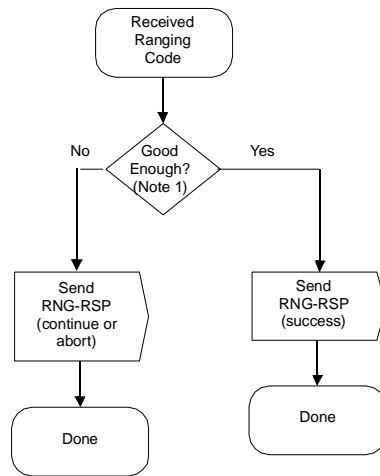 Received
Ranging
Code
No
Good
Enough?
(Note 1)
Yes
Send
RNG-RSP
(continue or
abort)
Send
RNG-RSP
(success)
Done
Done